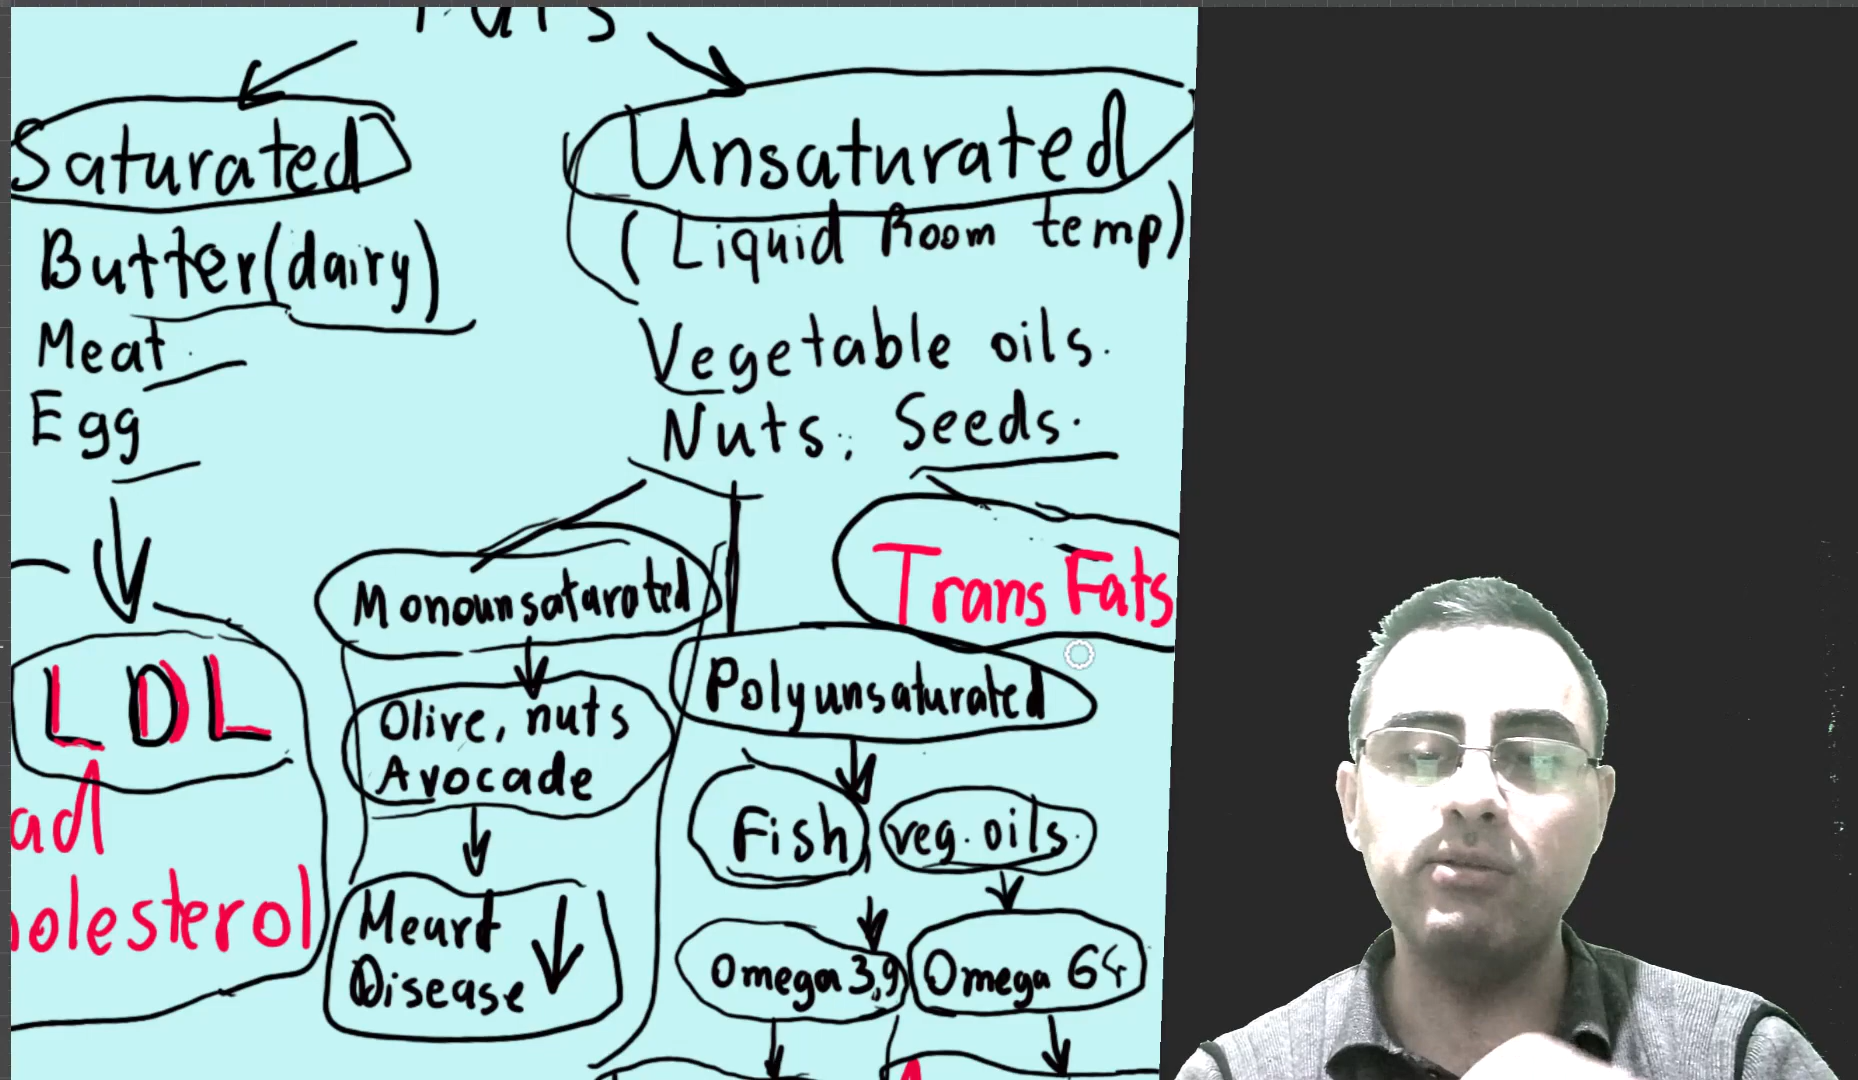 Fats
Saturated
Butter(dairy)
Meat
Egg
LDL
ad
holesterol
Unsaturated
(Liquid Room temp)
Vegetable oils.
Nuts, Seeds.
Monounsaturated
Olive, nuts
Avocade
Heart
Disease
Polyunsaturated
Fish
veg. oils.
Omega 3,9
Omega 6
Trans Fats